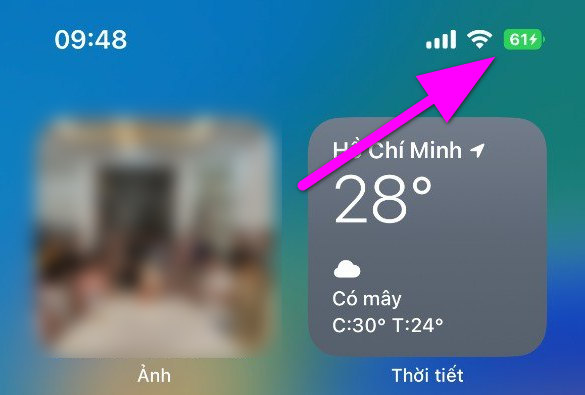 09:48
61
Hồ Chí Minh
28°
Có mây
C:30° T:24°
Ảnh
Thời tiết